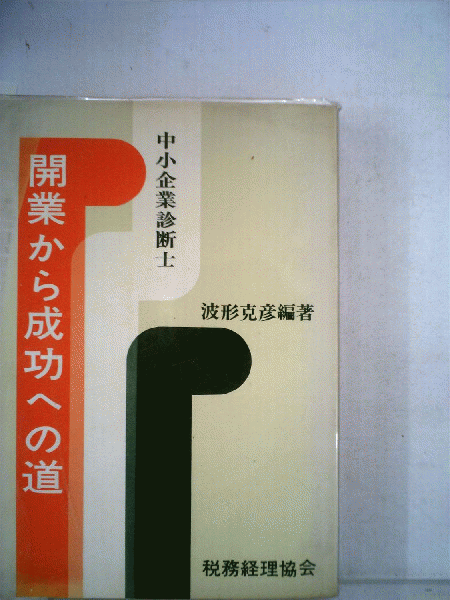 中小企業診断士
開業から成功への道
波形克彦編著
税務経理協会